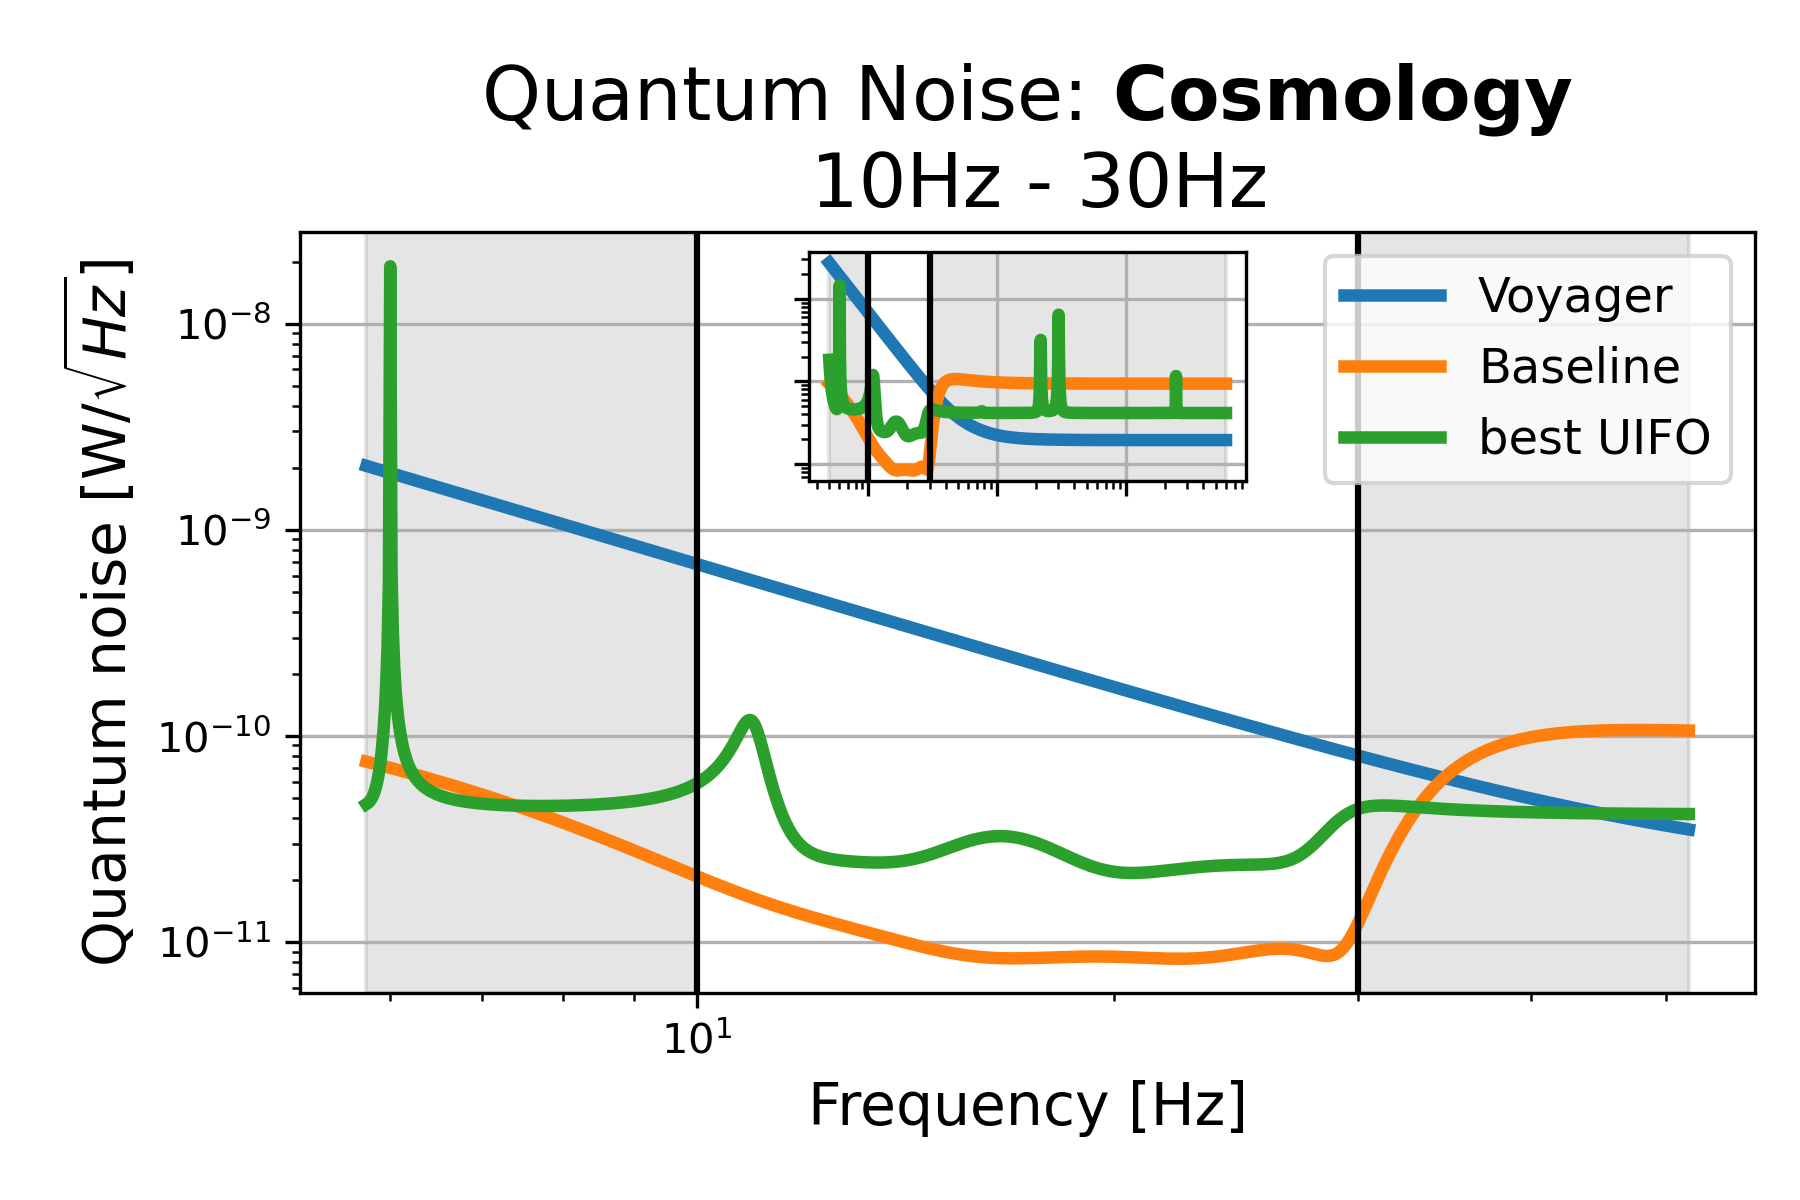 Quantum Noise: Cosmology
10Hz - 30Hz
Quantum noise [W/√Hz]
10⁻⁸
10⁻⁹
10⁻¹⁰
10⁻¹¹
Voyager
Baseline
best UIFO
10¹
Frequency [Hz]